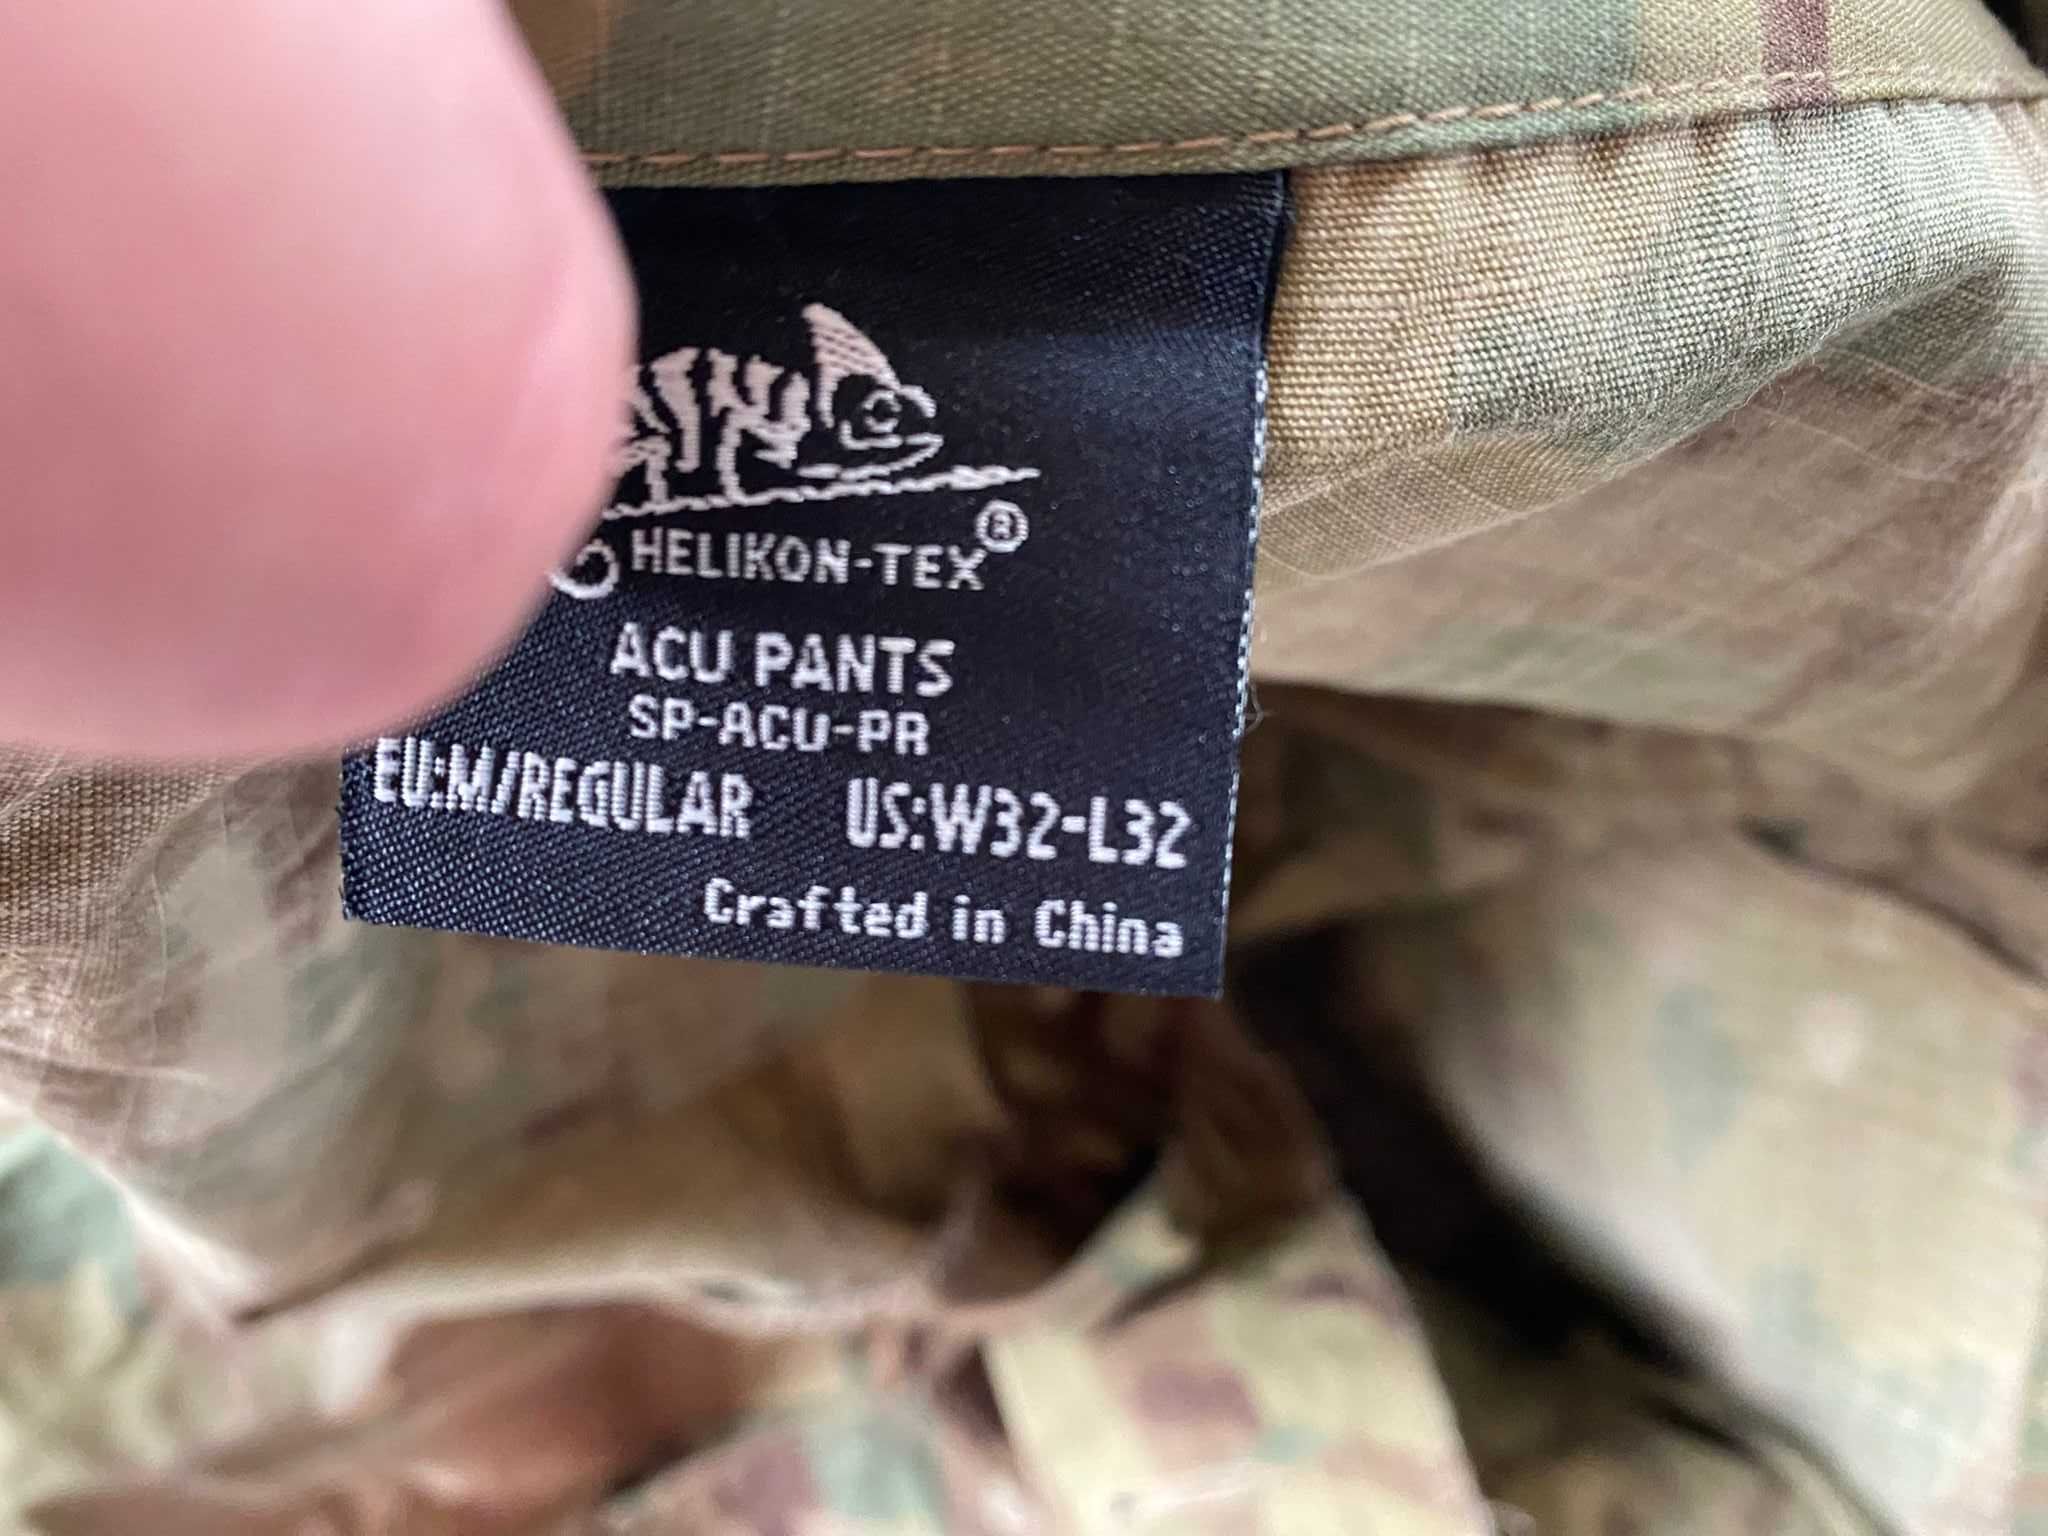 HELIKON-TEX®
ACU PANTS
SP-ACU-PR
EU:M/REGULAR US:W32-L32
Crafted in China